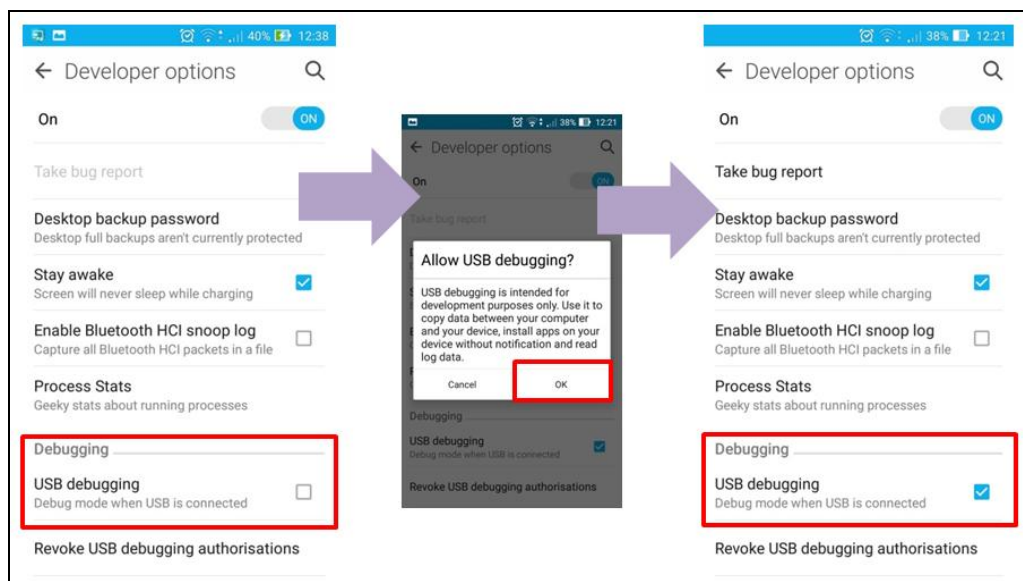 40% 12:38
Developer options
On
ON
Take bug report
Desktop backup password
Desktop full backups aren't currently protected
Stay awake
Screen will never sleep while charging
Enable Bluetooth HCI snoop log
Capture all Bluetooth HCI packets in a file
Process Stats
Geeky stats about running processes
Debugging
USB debugging
Debug mode when USB is connected
Revoke USB debugging authorisations
38% 12:21
Developer options
On
ON
Take bug report
Allow USB debugging?
USB debugging is intended for
development purposes only. Use it to
copy data between your computer
and your device, install apps on your
device without notification and read
log data.
Cancel OK
Debugging
USB debugging
Debug mode when USB is connected
Revoke USB debugging authorisations
38% 12:21
Developer options
On
ON
Take bug report
Desktop backup password
Desktop full backups aren't currently protected
Stay awake
Screen will never sleep while charging
Enable Bluetooth HCI snoop log
Capture all Bluetooth HCI packets in a file
Process Stats
Geeky stats about running processes
Debugging
USB debugging
Debug mode when USB is connected
Revoke USB debugging authorisations